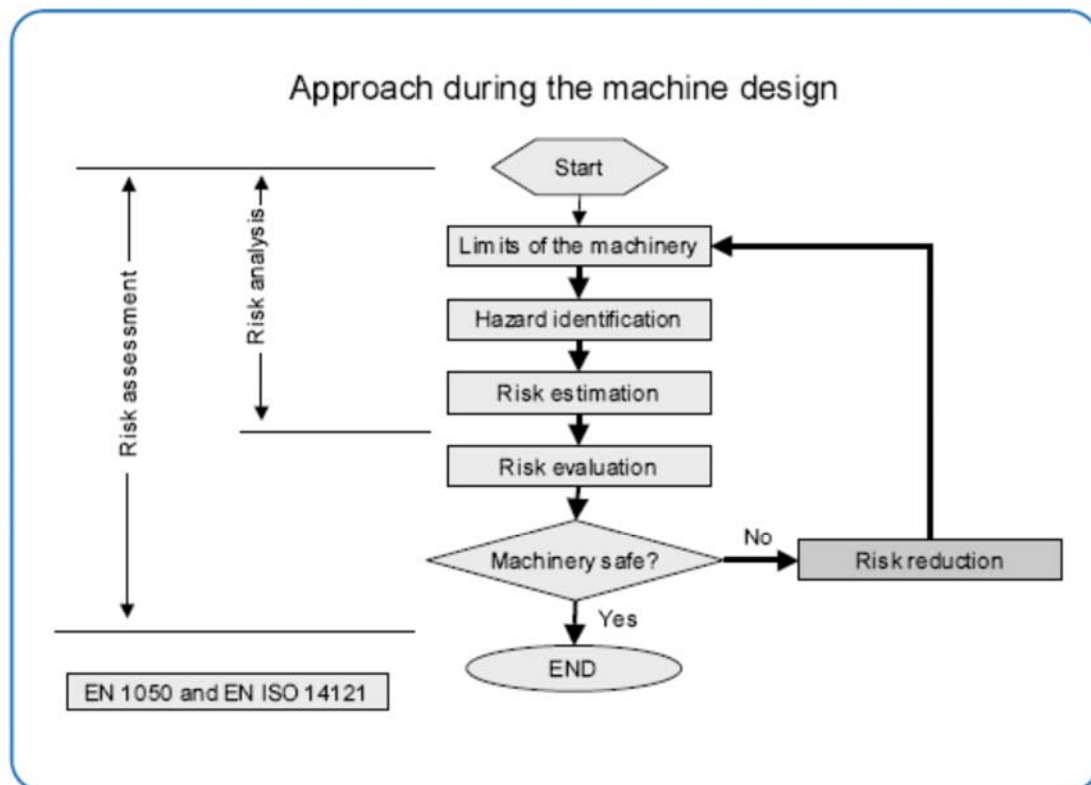 Approach during the machine design
Start
Limits of the machinery
Hazard identification
Risk estimation
Risk evaluation
Machinery safe?
No
Risk reduction
Yes
END
Risk assessment
Risk analysis
EN 1050 and EN ISO 14121